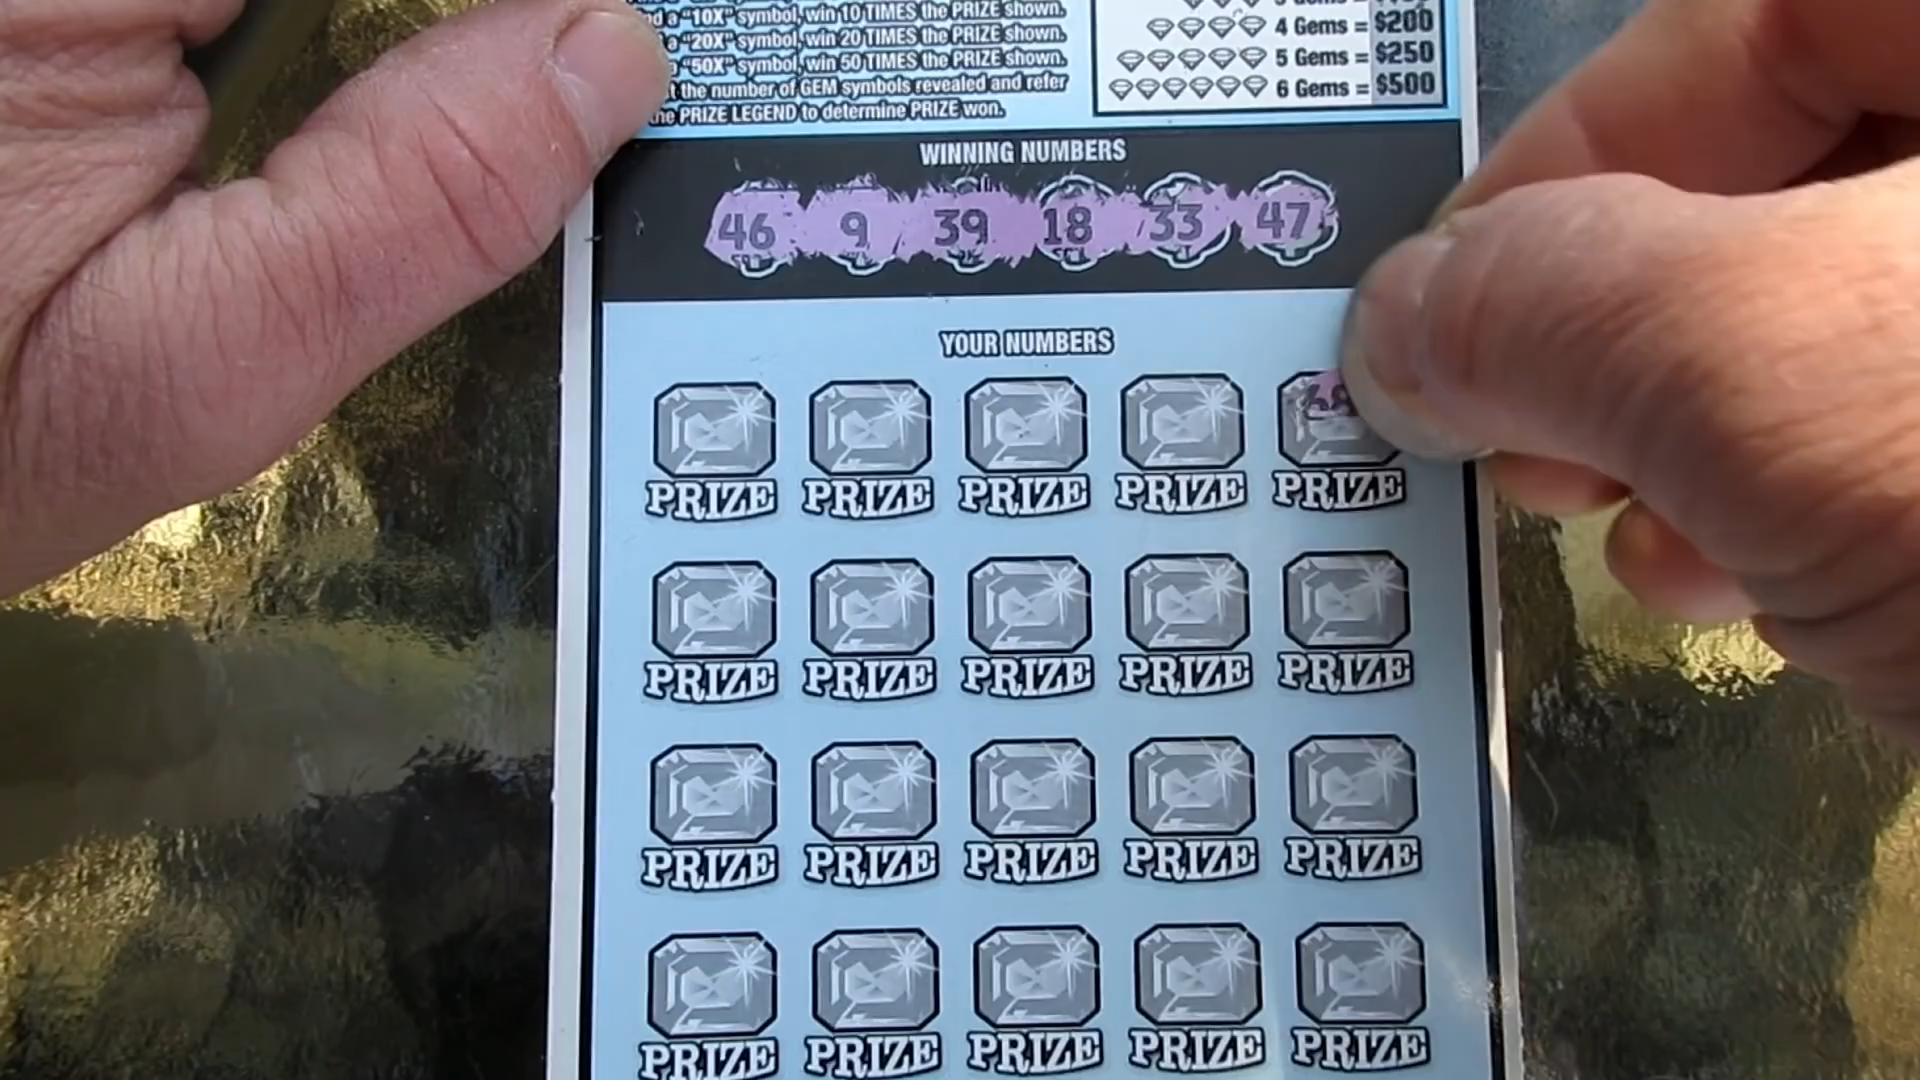 a "10X" symbol, win 10 TIMES the PRIZE shown.
a "20X" symbol, win 20 TIMES the PRIZE shown.
"50X" symbol, win 50 TIMES the PRIZE shown.
the number of GEM symbols revealed and refer
the PRIZE LEGEND to determine PRIZE won.
4 Gems = $200
5 Gems = $250
6 Gems = $500
WINNING NUMBERS
46 9 39 18 33 47
YOUR NUMBERS
PRIZE PRIZE PRIZE PRIZE PRIZE
PRIZE PRIZE PRIZE PRIZE PRIZE
PRIZE PRIZE PRIZE PRIZE PRIZE
PRIZE PRIZE PRIZE PRIZE PRIZE